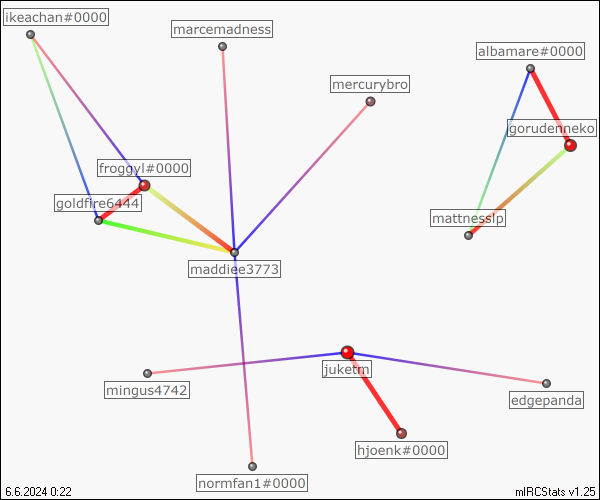 ikeachan#0000
marcemadness
albamare#0000
mercurybro
gorudenneko
froggyl#0000
goldfire6444
mattnesslp
maddiee3773
juketm
mingus4742
edgepanda
hjoenk#0000
normfan1#0000
6.6.2024 0:22
mIRCStats v1.25